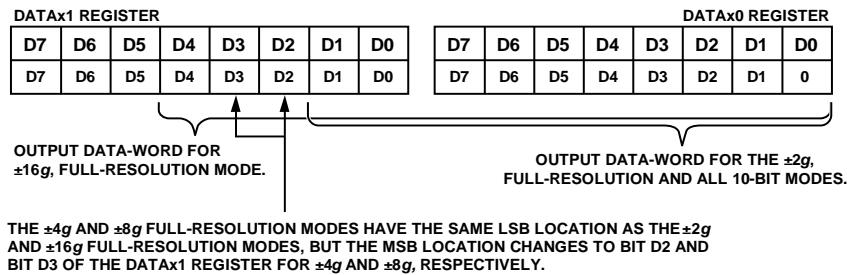 DATAx1 REGISTER DATAx0 REGISTER
D7 D6 D5 D4 D3 D2 D1 D0 D7 D6 D5 D4 D3 D2 D1 D0
D7 D6 D5 D4 D3 D2 D1 D0 D7 D6 D5 D4 D3 D2 D1 0
OUTPUT DATA-WORD FOR
±16g, FULL-RESOLUTION MODE.
OUTPUT DATA-WORD FOR THE ±2g,
FULL-RESOLUTION AND ALL 10-BIT MODES.
THE ±4g AND ±8g FULL-RESOLUTION MODES HAVE THE SAME LSB LOCATION AS THE ±2g
AND ±16g FULL-RESOLUTION MODES, BUT THE MSB LOCATION CHANGES TO BIT D2 AND
BIT D3 OF THE DATAx1 REGISTER FOR ±4g AND ±8g, RESPECTIVELY.